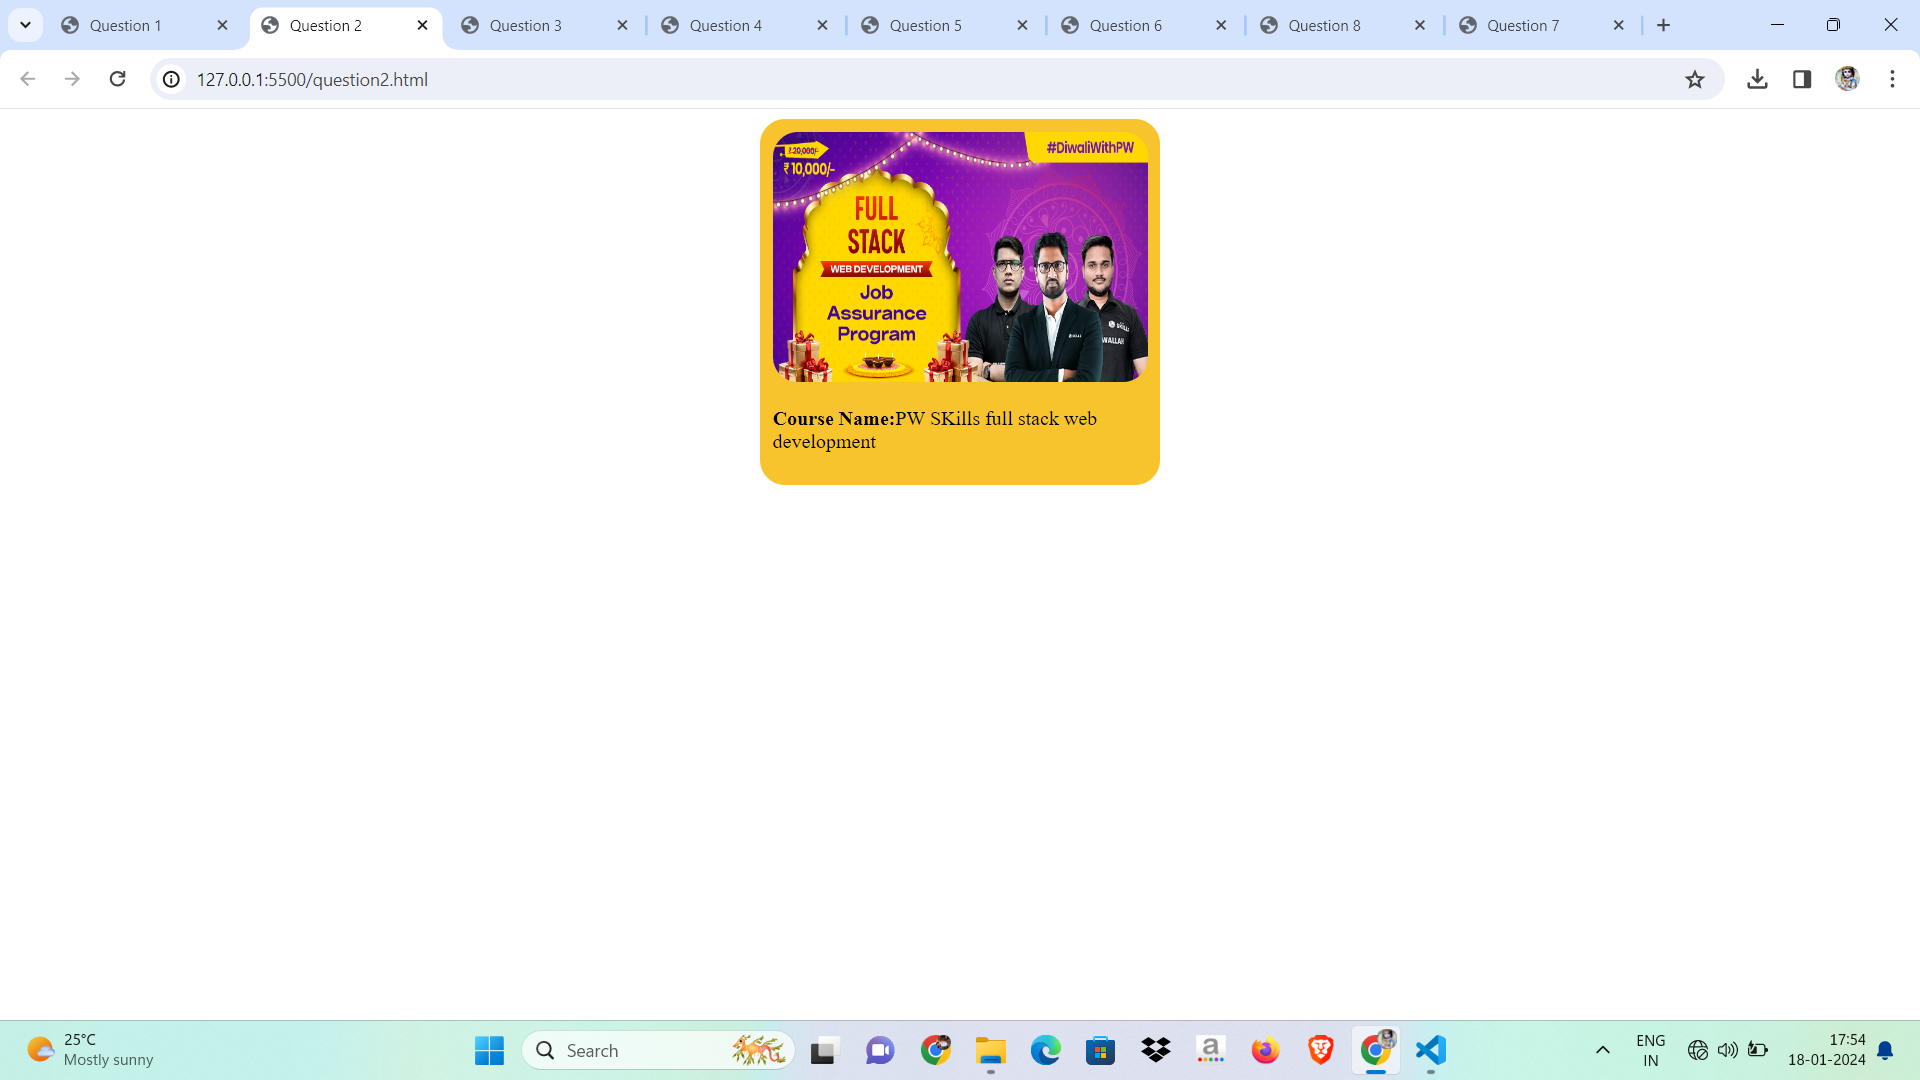 Question 1
Question 2
Question 3
Question 4
Question 5
Question 6
Question 8
Question 7
127.0.0.1:5500/question2.html
₹20,000/-
₹10,000/-
#DiwaliWithPW
FULL
STACK
WEB DEVELOPMENT
Job
Assurance
Program
SKILLS
WALLAH
Course Name:PW SKills full stack web
development
25°C
Mostly sunny
Search
a
ENG
IN
17:54
18-01-2024